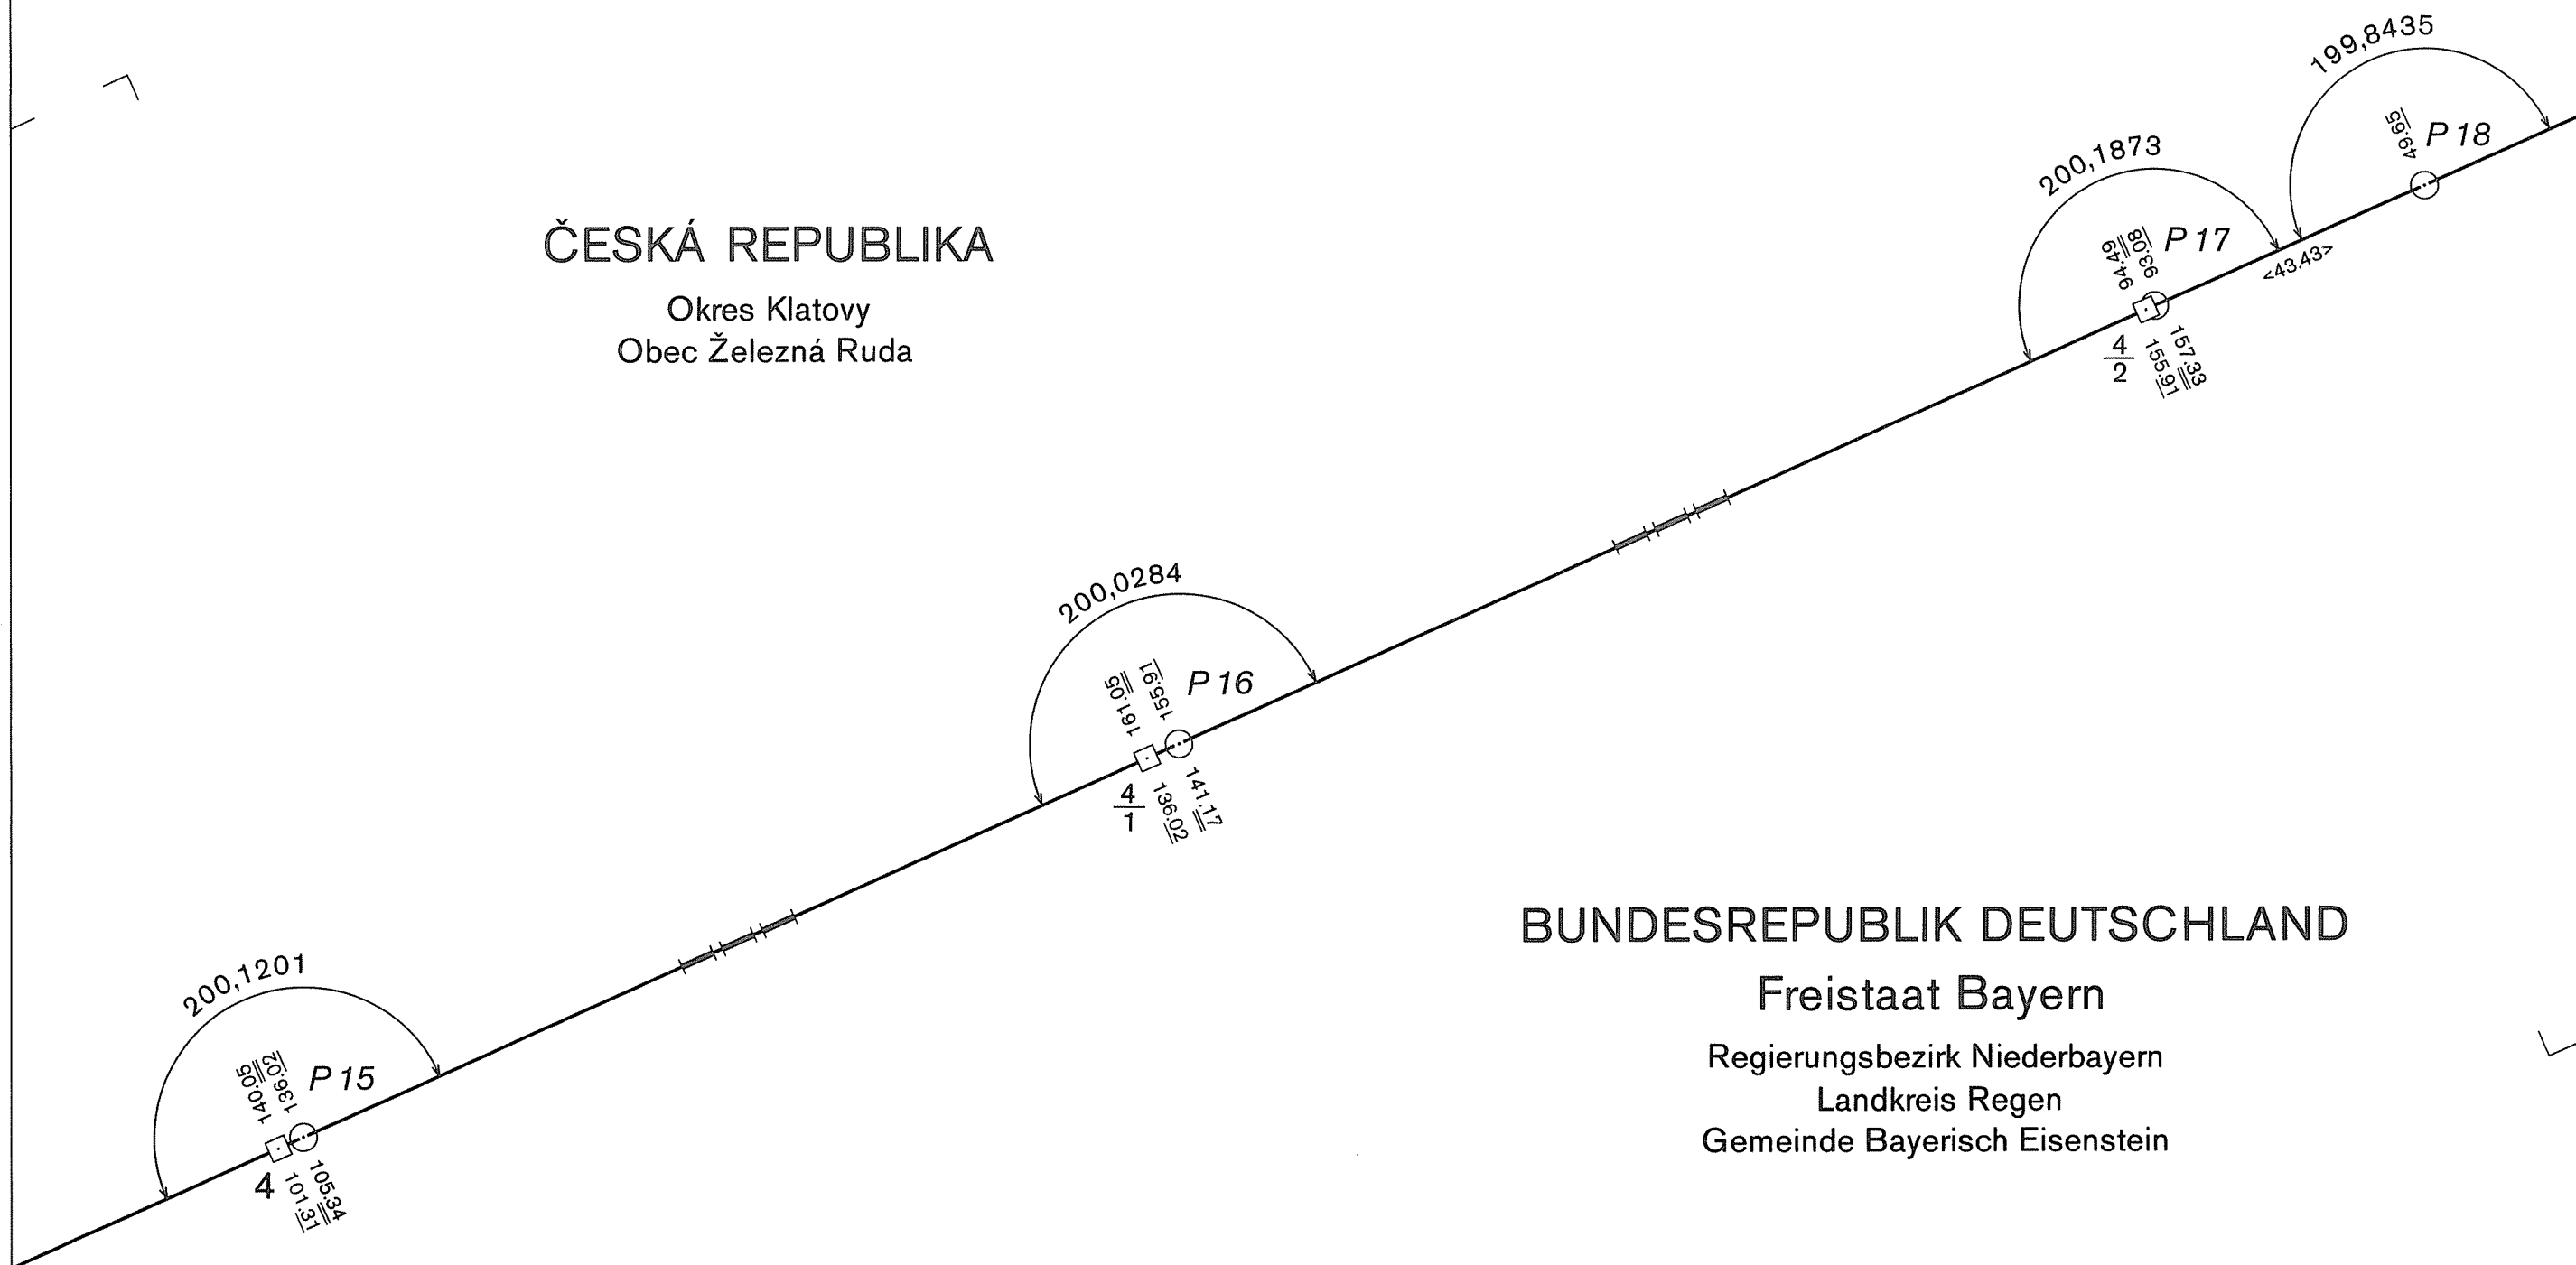 199,8435
49.65
P 18
200,1873
94.49
93.08
P 17
<43.43>
4
2
155.91
157.33
ČESKÁ REPUBLIKA
Okres Klatovy
Obec Železná Ruda
200,0284
161.05
155.91
P 16
4
1
136.02
141.17
BUNDESREPUBLIK DEUTSCHLAND
Freistaat Bayern
Regierungsbezirk Niederbayern
Landkreis Regen
Gemeinde Bayerisch Eisenstein
200,1201
140.05
136.02
P 15
4
101.31
105.34